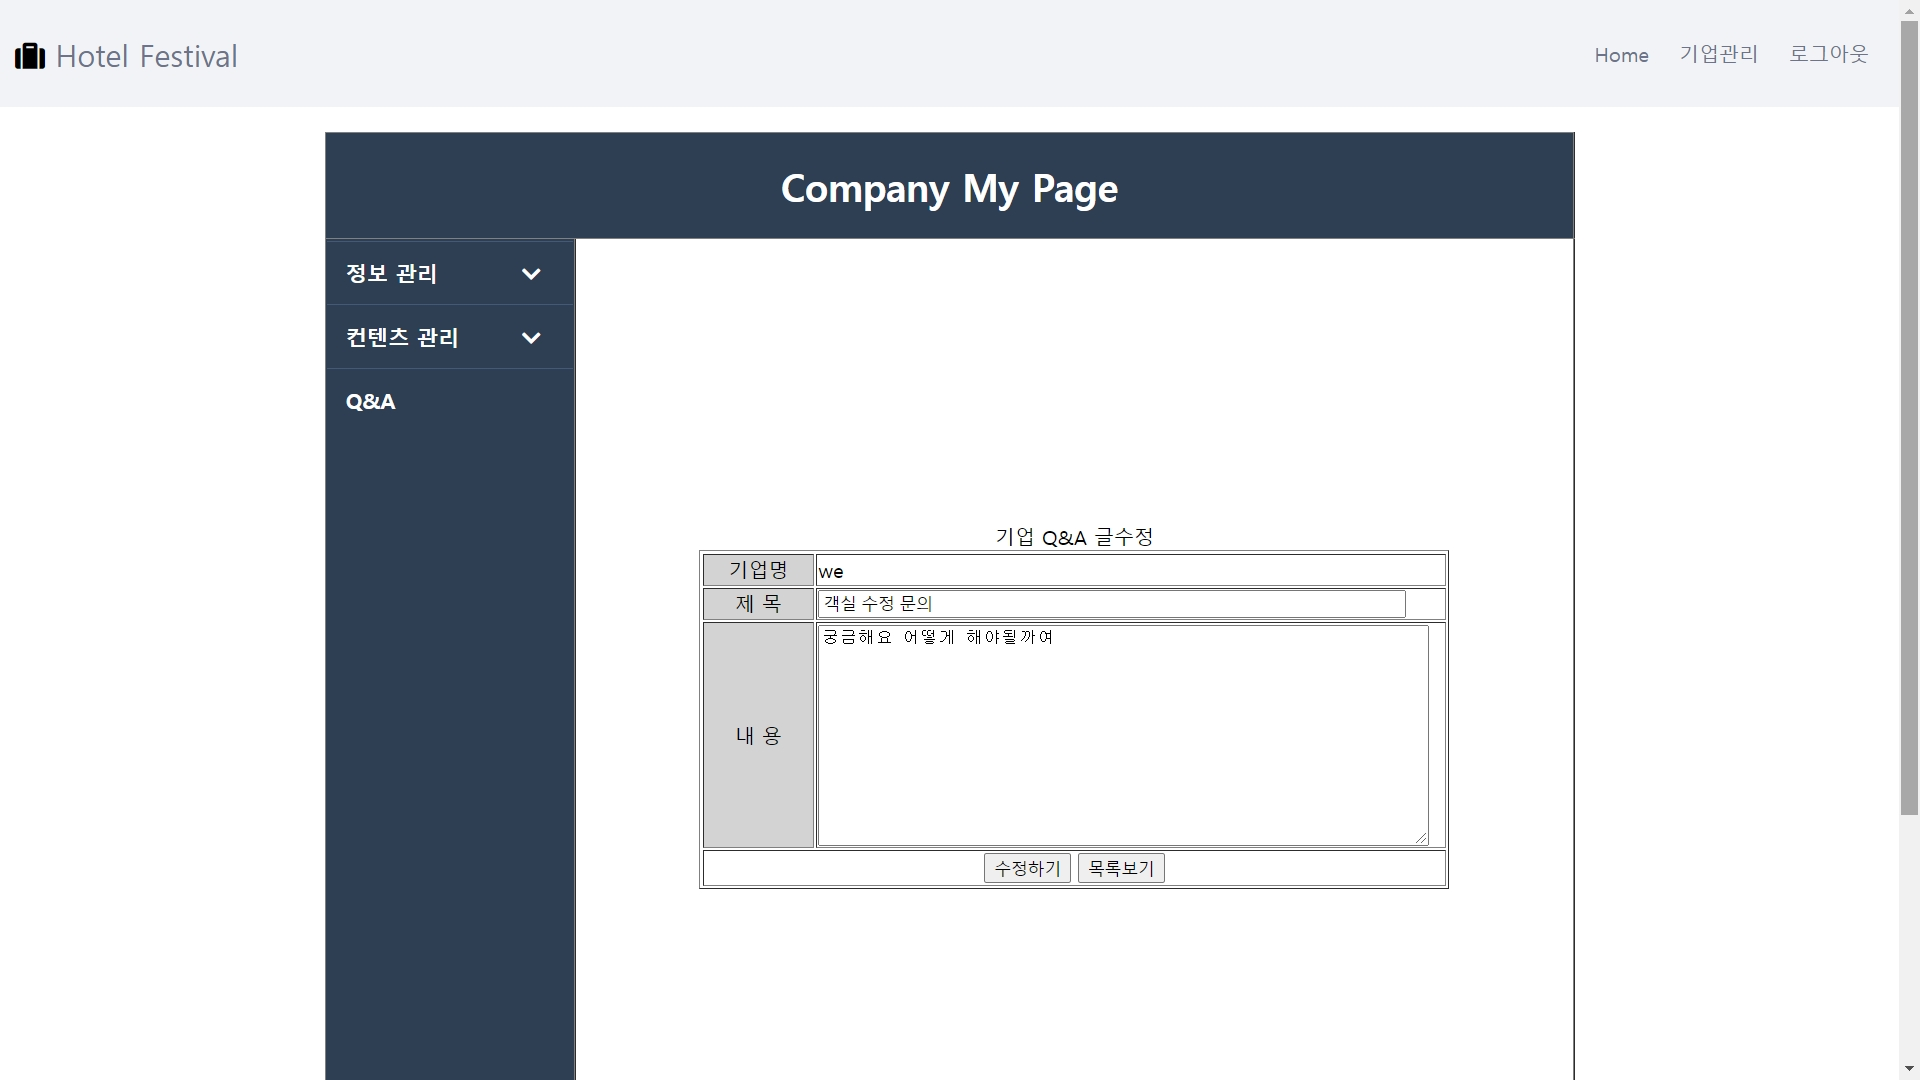 Hotel Festival
Home 기업관리 로그아웃
Company My Page
정보 관리
컨텐츠 관리
Q&A
기업 Q&A 글수정
기업명 we
제 목 객실 수정 문의
내 용 궁금해요 어떻게 해야될까여
수정하기 목록보기